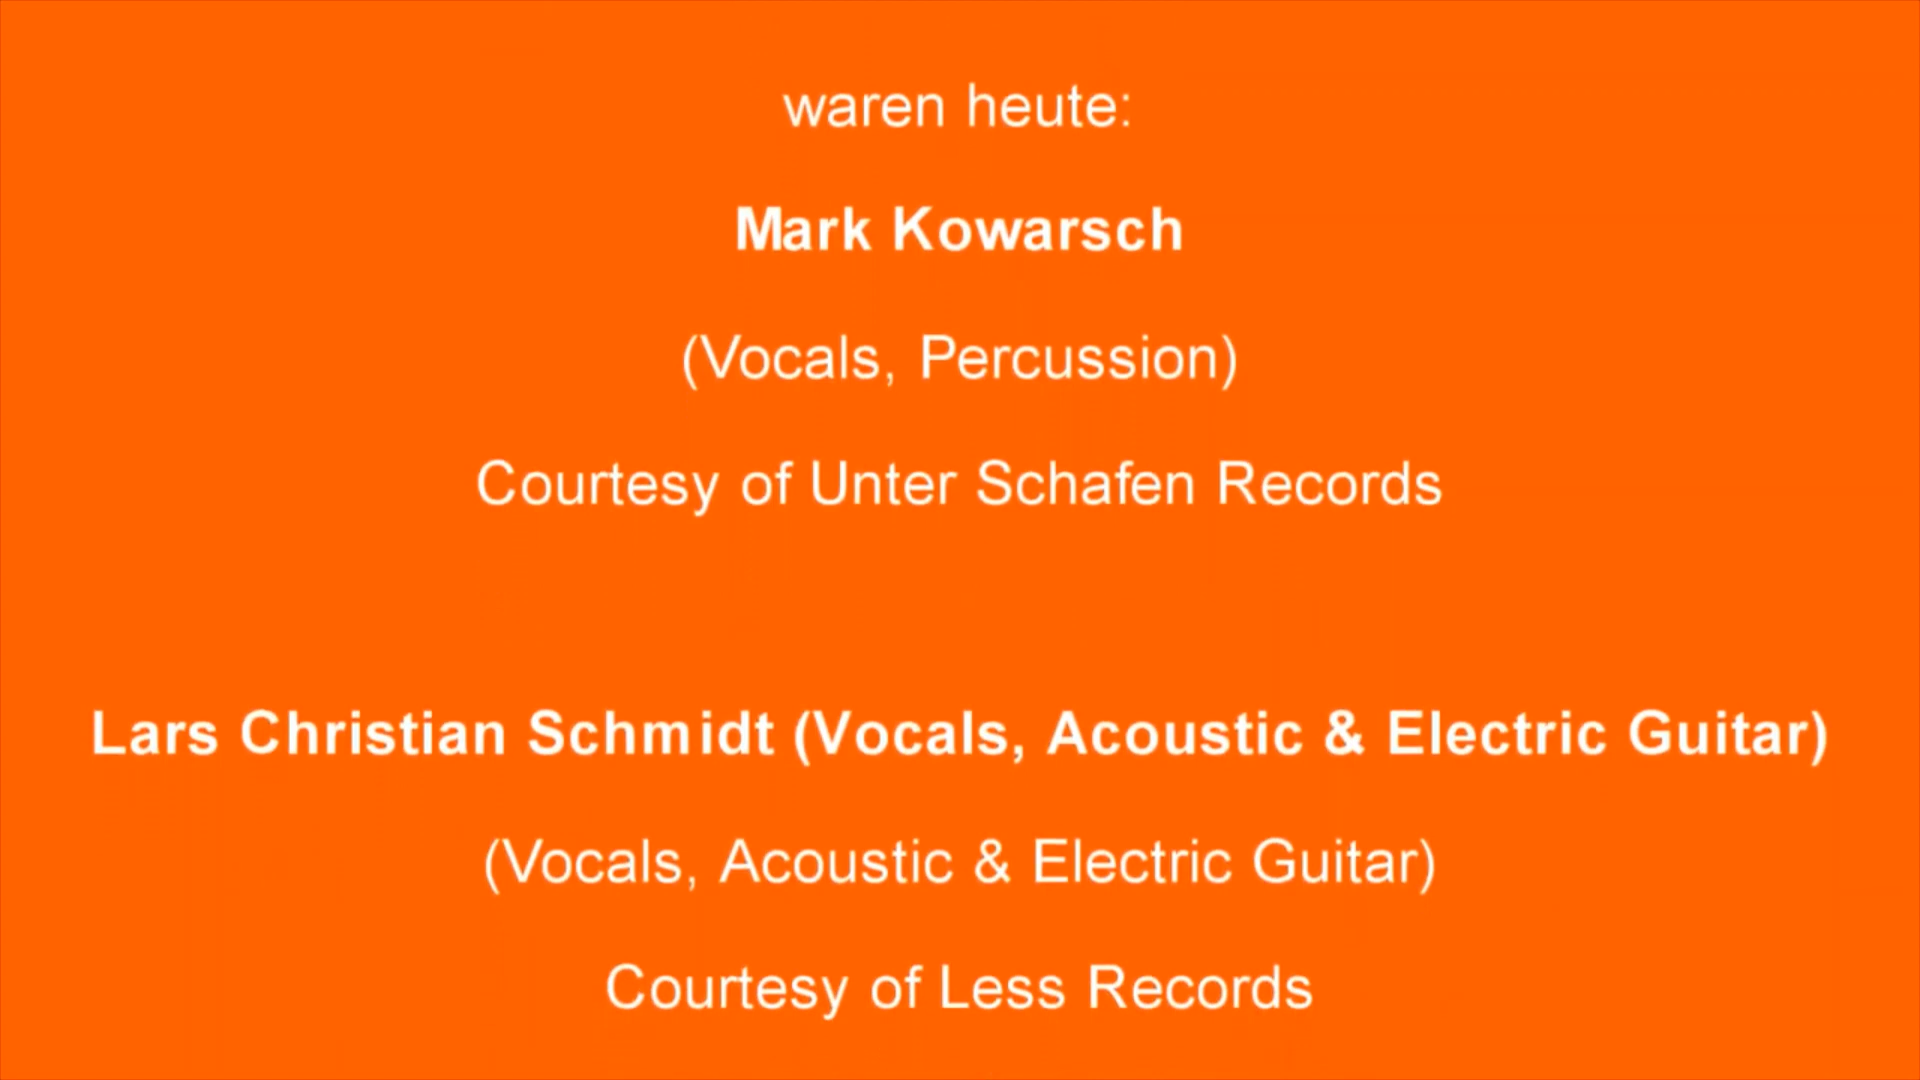 waren heute:
Mark Kowarsch
(Vocals, Percussion)
Courtesy of Unter Schafen Records
Lars Christian Schmidt (Vocals, Acoustic & Electric Guitar)
(Vocals, Acoustic & Electric Guitar)
Courtesy of Less Records